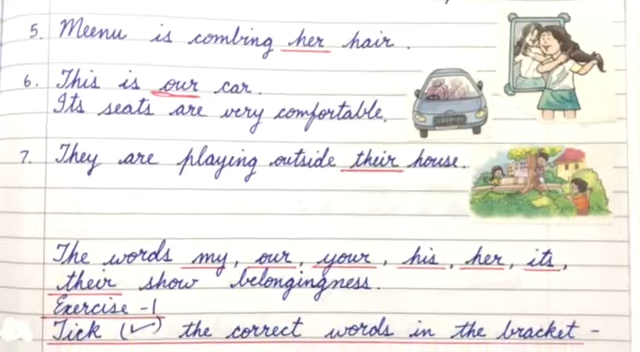 5. Meenu is combing her hair.
6. This is our car.
Its seats are very comfortable.
7. They are playing outside their house.
The words my, our, your, his, her, its,
their show belongingness.
Exercise -1
Tick (✓) the correct words in the bracket -